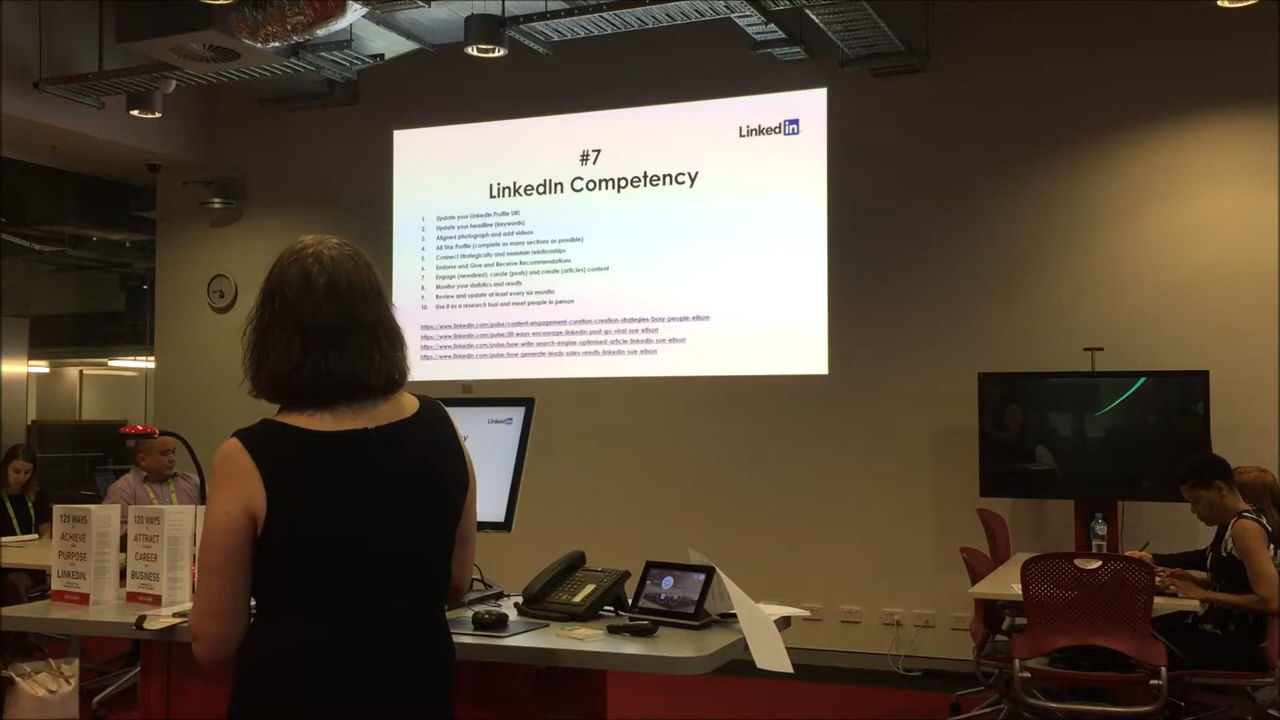 LinkedIn
#7
LinkedIn Competency
1. Update your LinkedIn Profile URL
2. Update your headline (keywords)
3. Aligned photograph and add videos
4. All Star Profile (complete as many sections as possible)
5. Connect Strategically and maintain relationships
6. Endorse and Give and Receive Recommendations
7. Engage (newsfeed), curate (posts) and create (articles) content
8. Monitor your statistics and results
9. Review and update at least every six months
10. Use it as a research tool and meet people in person
https://www.linkedin.com/pulse/content-engagement-curation-creation-strategies-busy-people-ellson
https://www.linkedin.com/pulse/20-ways-encourage-linkedin-post-go-viral-sue-ellson
https://www.linkedin.com/pulse/how-write-search-engine-optimised-article-linkedin-sue-ellson
https://www.linkedin.com/pulse/how-generate-leads-sales-results-linkedin-sue-ellson
LinkedIn
120 WAYS
ACHIEVE
PURPOSE
LINKEDIN
120 WAYS
ATTRACT
CAREER
BUSINESS